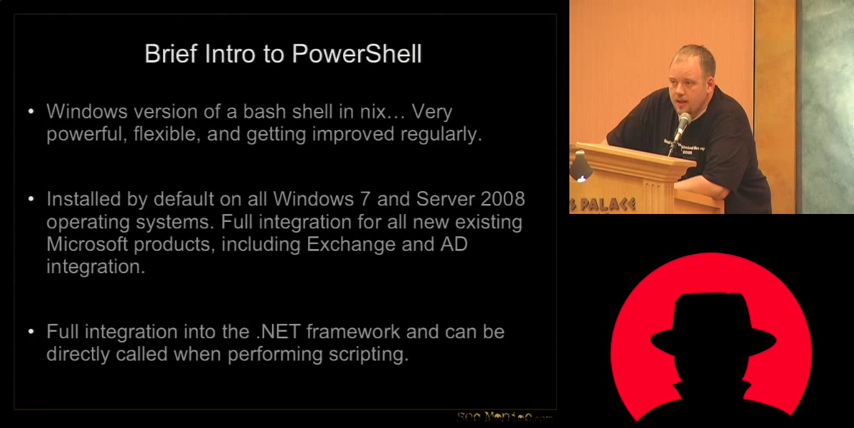 Brief Intro to PowerShell
• Windows version of a bash shell in nix... Very
powerful, flexible, and getting improved regularly.
• Installed by default on all Windows 7 and Server 2008
operating systems. Full integration for all new existing
Microsoft products, including Exchange and AD
integration.
• Full integration into the .NET framework and can be
directly called when performing scripting.
S PALACE